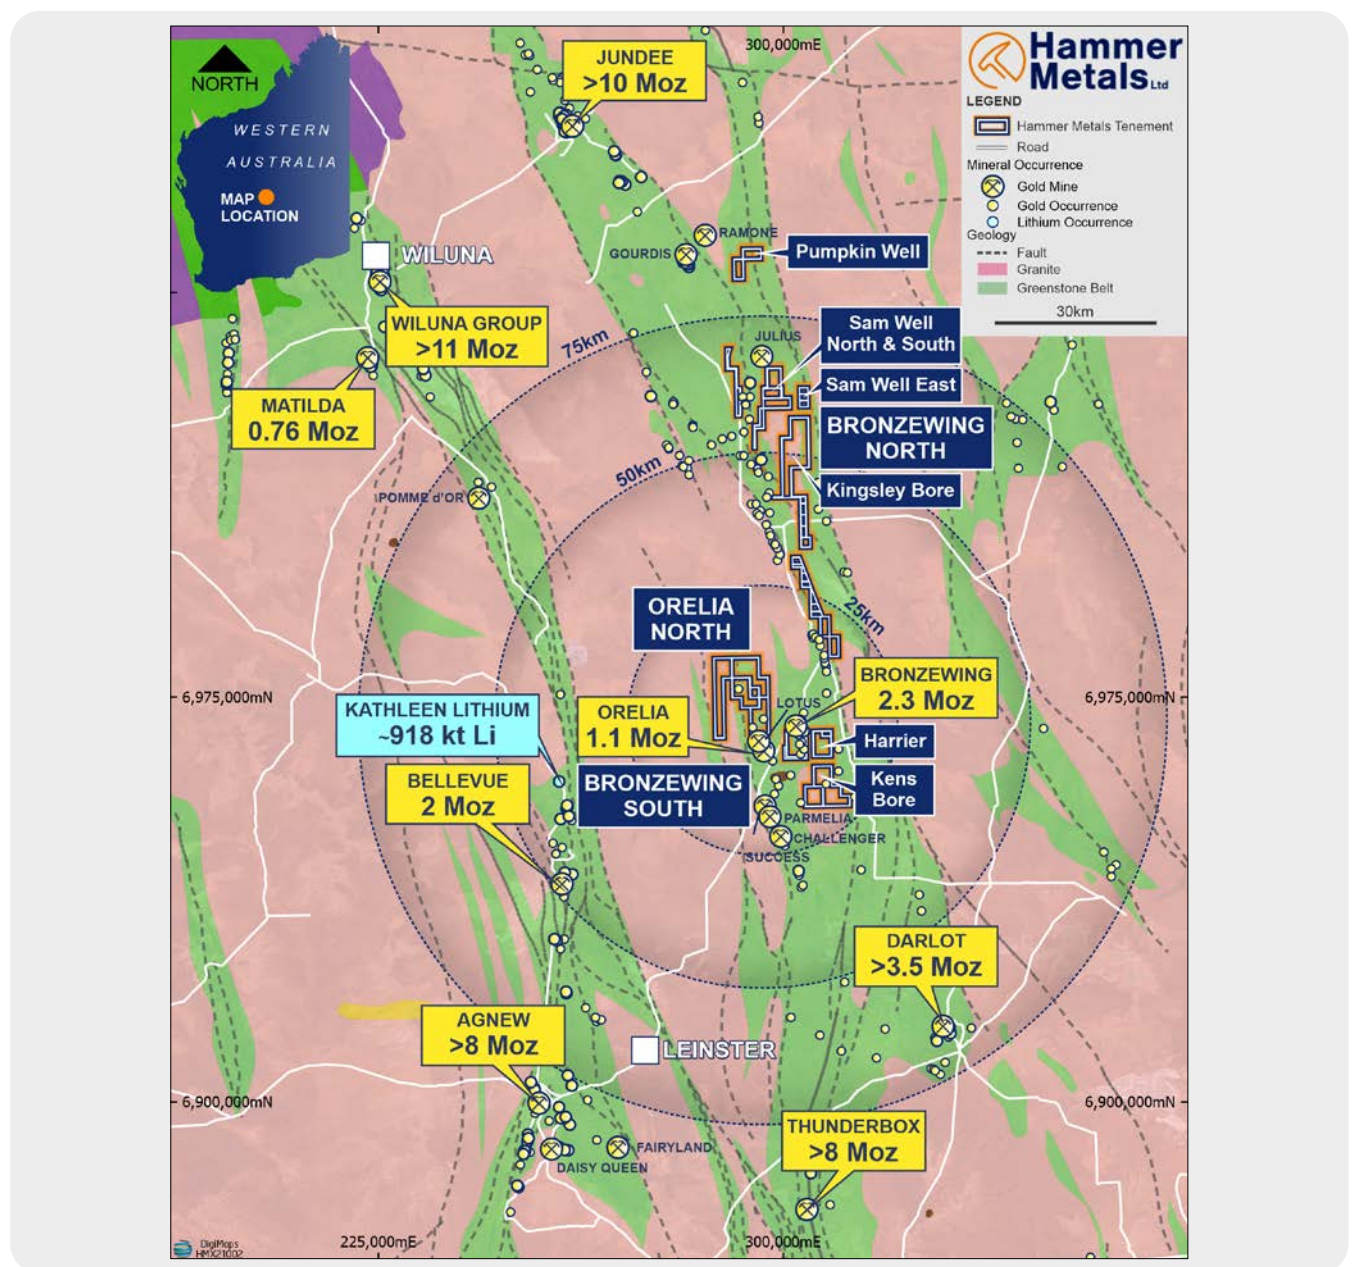 300,000mE
JUNDEE
>10 Moz
Hammer
Metals Ltd
NORTH
WESTERN
AUSTRALIA
MAP
LOCATION
LEGEND
Hammer Metals Tenement
Road
Mineral Occurrence
Gold Mine
Gold Occurrence
Lithium Occurrence
Geology
Fault
Granite
Greenstone Belt
30km
RAMONE
GOURDIS
Pumpkin Well
WILUNA
WILUNA GROUP
>11 Moz
75km
JULIUS
Sam Well
North & South
Sam Well East
MATILDA
0.76 Moz
BRONZEWING
NORTH
50km
Kingsley Bore
POMME d'OR
25km
ORELIA
NORTH
6,975,000mN
6,975,000mN
BRONZEWING
2.3 Moz
KATHLEEN LITHIUM
~918 kt Li
ORELIA
1.1 Moz
LOTUS
Harrier
BELLEVUE
2 Moz
BRONZEWING
SOUTH
Kens
Bore
PARMELIA
CHALLENGER
SUCCESS
DARLOT
>3.5 Moz
AGNEW
>8 Moz
LEINSTER
6,900,000mN
6,900,000mN
THUNDERBOX
>8 Moz
FAIRYLAND
DAISY QUEEN
DigiMaps
HMX21002
225,000mE
300,000mE